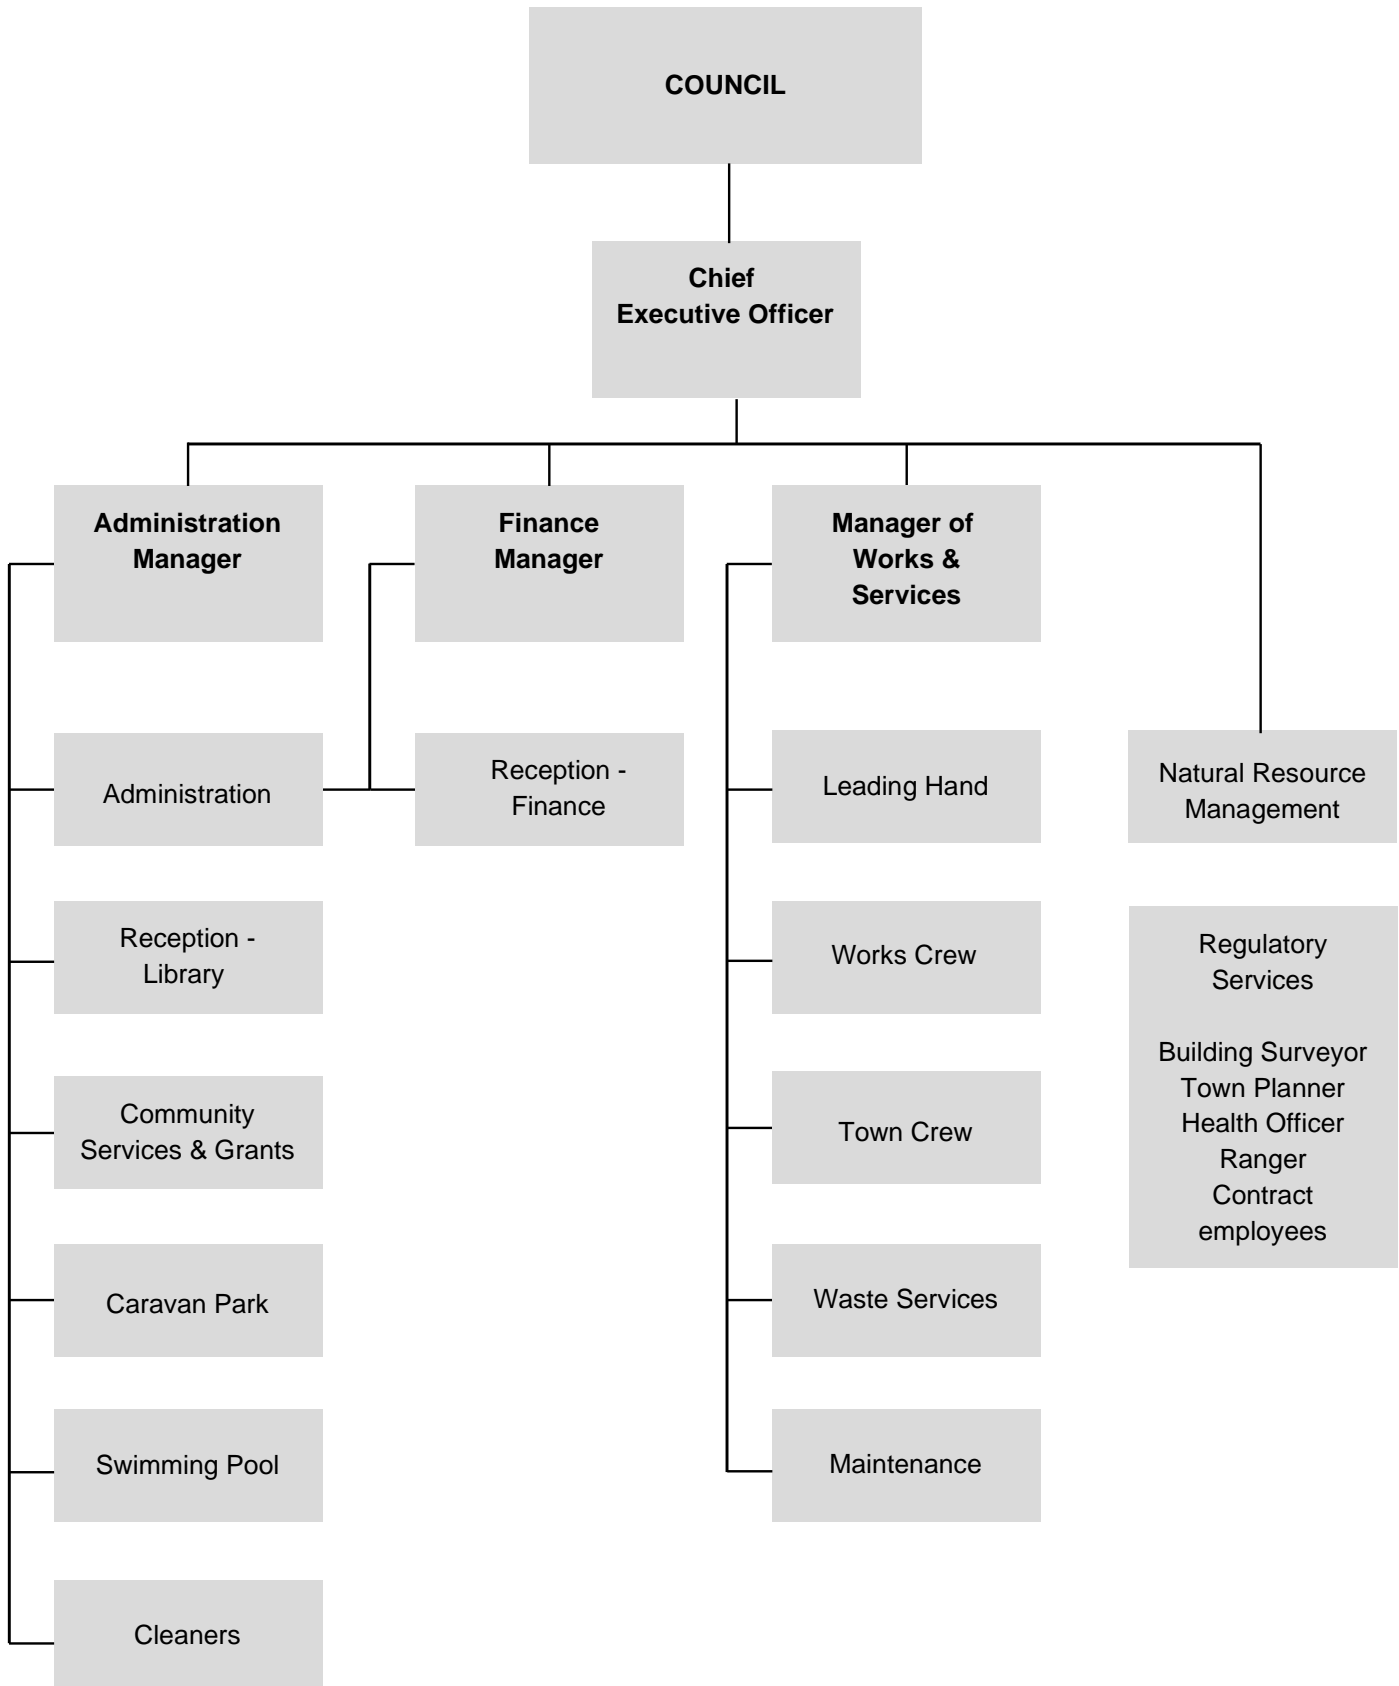 COUNCIL
Chief
Executive Officer
Administration
Manager
Finance
Manager
Manager of
Works &
Services
Administration
Reception -
Finance
Leading Hand
Natural Resource
Management
Reception -
Library
Works Crew
Regulatory
Services
Building Surveyor
Town Planner
Health Officer
Ranger
Contract
employees
Community
Services & Grants
Town Crew
Caravan Park
Waste Services
Swimming Pool
Maintenance
Cleaners